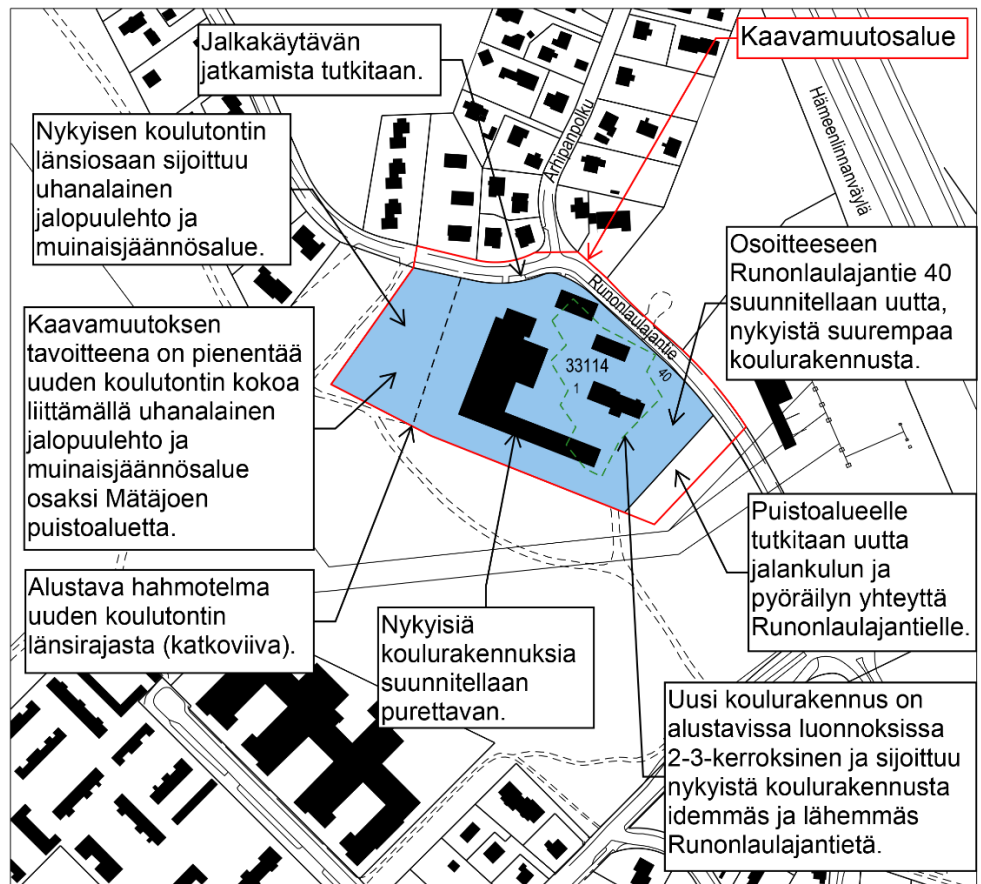 Jalkakäytävän
jatkamista tutkitaan.
Kaavamuutosalue
Nykyisen koulutontin
länsiosaan sijoittuu
uhanalainen
jalopuulehto ja
muinaisjäännösalue.
Arhipanpolku
Hämeenlinnanväylä
Osoitteeseen
Runonlaulajantie 40
suunnitellaan uutta,
nykyistä suurempaa
koulurakennusta.
Kaavamuutoksen
tavoitteena on pienentää
uuden koulutontin kokoa
liittämällä uhanalainen
jalopuulehto ja
muinaisjäännösalue
osaksi Mätäjoen
puistoaluetta.
Runonlaulajantie
33114
1
40
Puistoalueelle
tutkitaan uutta
jalankulun ja
pyöräilyn yhteyttä
Runonlaulajantielle.
Alustava hahmotelma
uuden koulutontin
länsirajasta (katkoviiva).
Nykyisiä
koulurakennuksia
suunnitellaan
purettavan.
Uusi koulurakennus on
alustavissa luonnoksissa
2-3-kerroksinen ja sijoittuu
nykyistä koulurakennusta
idemmäs ja lähemmäs
Runonlaulajantietä.